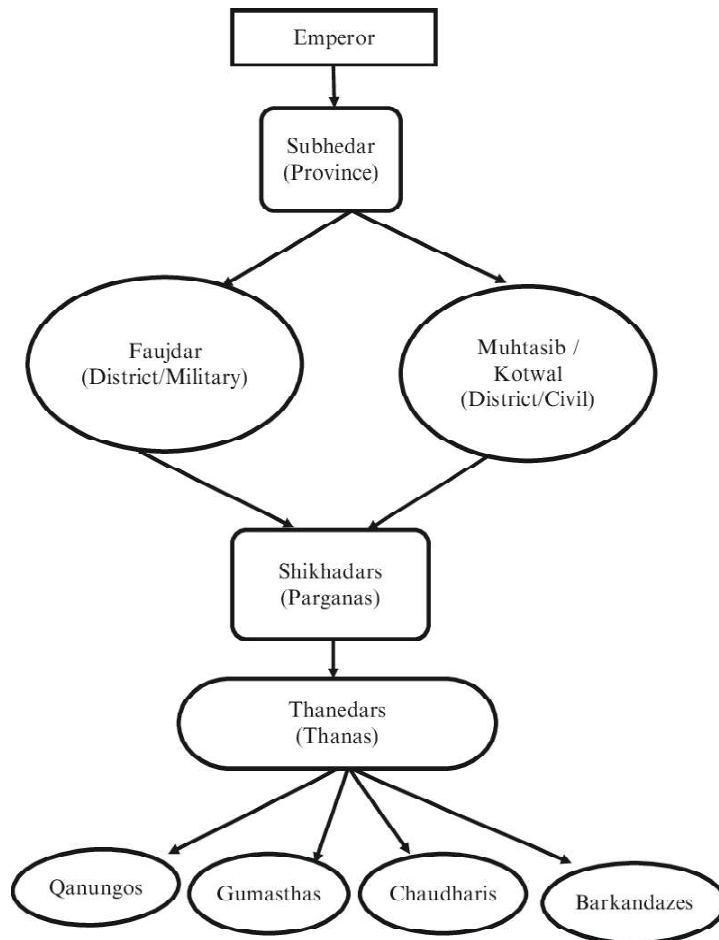 Emperor
Subhedar
(Province)
Faujdar
(District/Military)
Muhtasib /
Kotwal
(District/Civil)
Shikhadars
(Parganas)
Thanedars
(Thanas)
Qanungos
Gumasthas
Chaudharis
Barkandazes